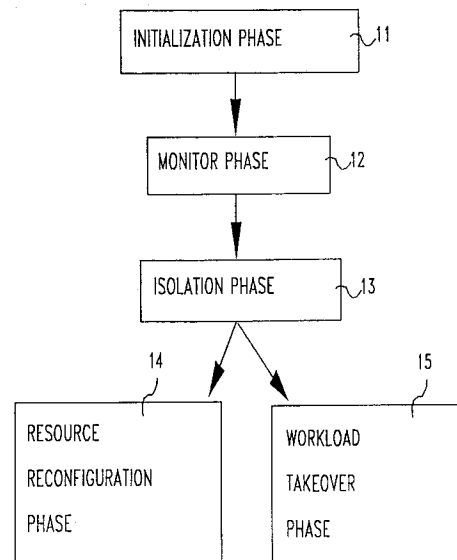 INITIALIZATION PHASE
11
MONITOR PHASE
12
ISOLATION PHASE
13
14
RESOURCE
RECONFIGURATION
PHASE
15
WORKLOAD
TAKEOVER
PHASE